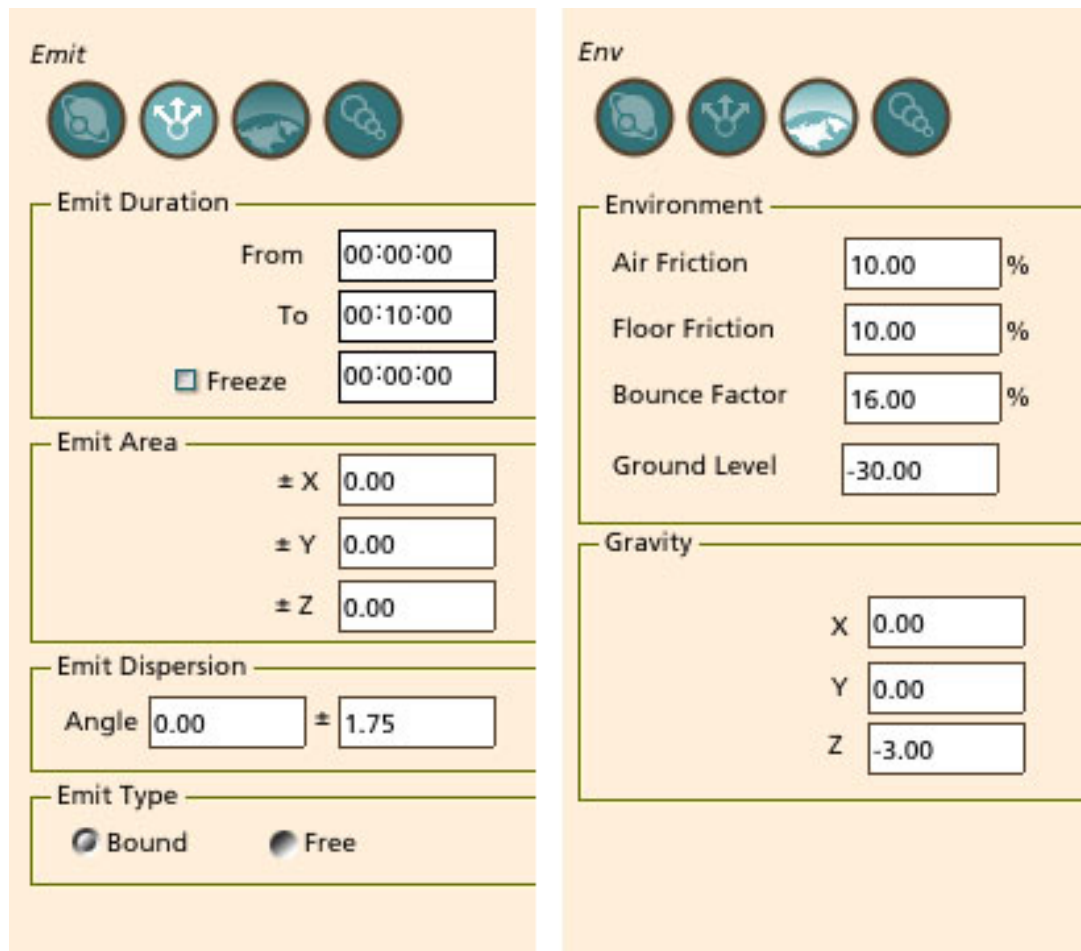 Emit
Emit Duration
From 00:00:00
To 00:10:00
Freeze 00:00:00
Emit Area
± X 0.00
± Y 0.00
± Z 0.00
Emit Dispersion
Angle 0.00 ± 1.75
Emit Type
Bound Free
Env
Environment
Air Friction 10.00 %
Floor Friction 10.00 %
Bounce Factor 16.00 %
Ground Level -30.00
Gravity
X 0.00
Y 0.00
Z -3.00